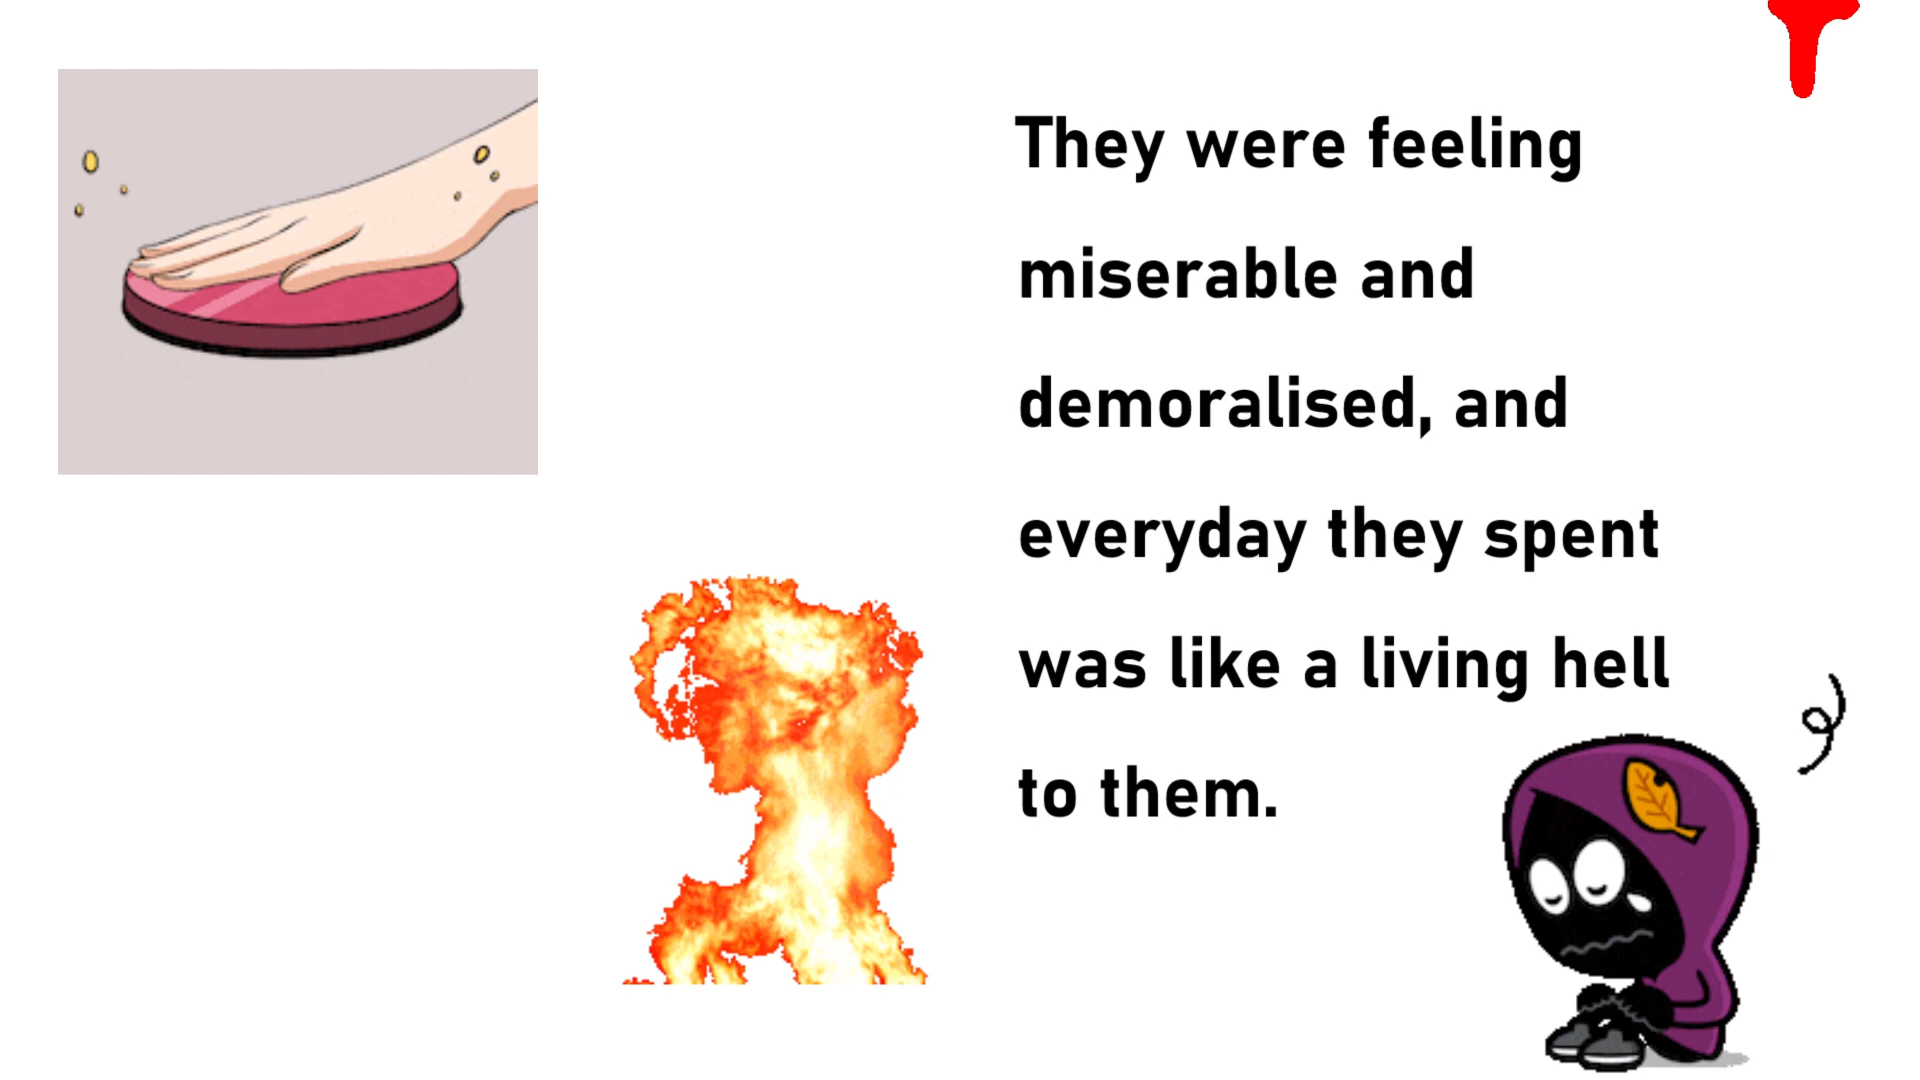 They were feeling
miserable and
demoralised, and
everyday they spent
was like a living hell
to them.